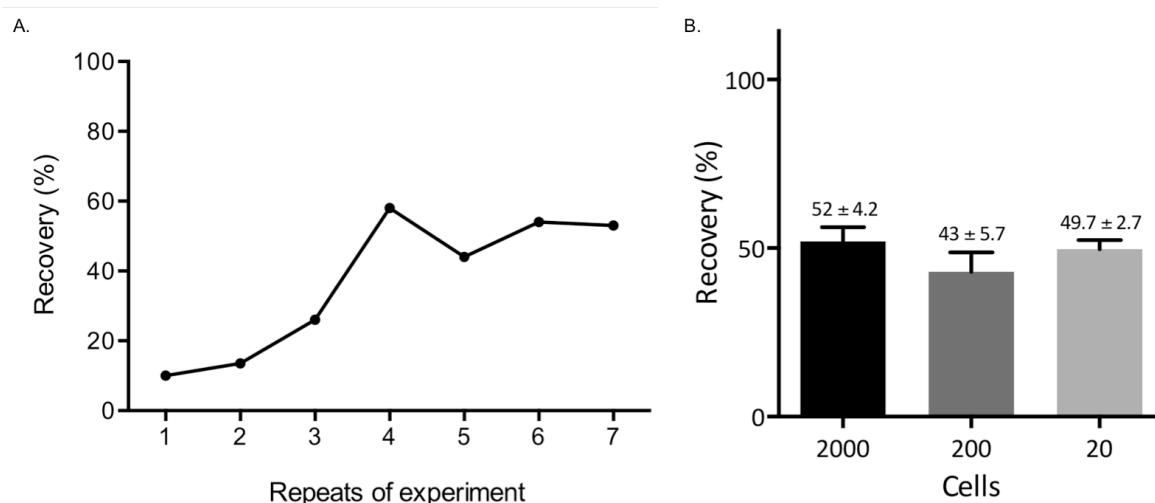 A.
Recovery (%)
100
80
60
40
20
0
1 2 3 4 5 6 7
Repeats of experiment
B.
Recovery (%)
100
50
0
52 ± 4.2
43 ± 5.7
49.7 ± 2.7
2000 200 20
Cells